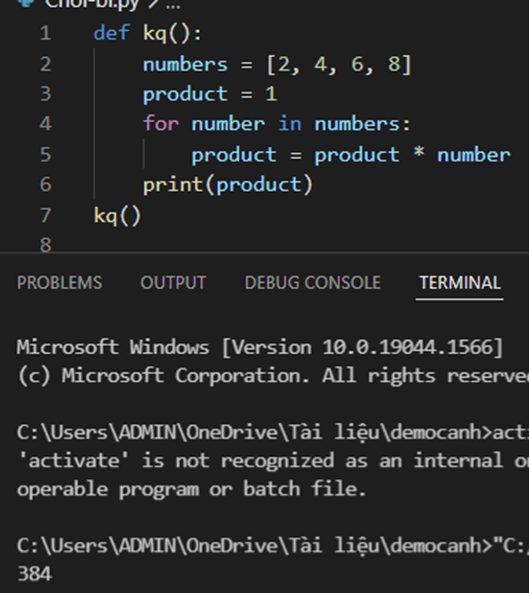 Choi-bi.py > ...
1 def kq():
2 numbers = [2, 4, 6, 8]
3 product = 1
4 for number in numbers:
5 product = product * number
6 print(product)
7 kq()
8
PROBLEMS OUTPUT DEBUG CONSOLE TERMINAL
Microsoft Windows [Version 10.0.19044.1566]
(c) Microsoft Corporation. All rights reserve
C:\Users\ADMIN\OneDrive\Tài liệu\democanh>acti
'activate' is not recognized as an internal o
operable program or batch file.
C:\Users\ADMIN\OneDrive\Tài liệu\democanh>"C:/
384